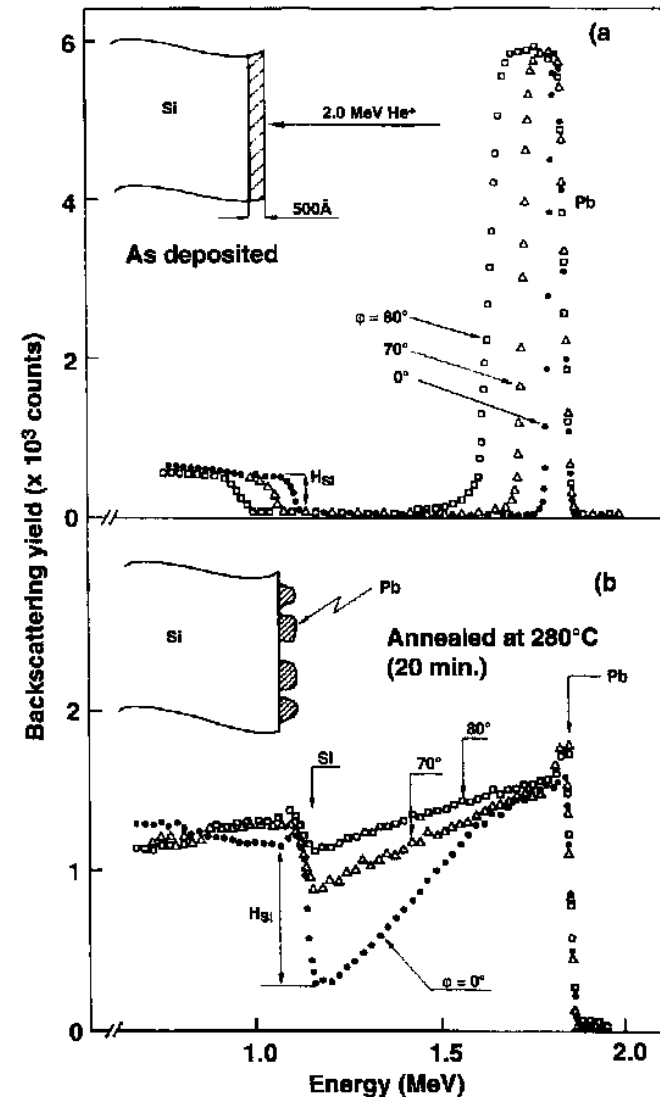 6
(a
Si
2.0 MeV He⁺
4
Pb
500Å
As deposited
φ = 80°
70°
2
0°
HSi
0
Backscattering yield (x 10³ counts)
(b
Pb
Si
Annealed at 280°C
(20 min.)
2
Pb
80°
Si
70°
1
HSi
φ = 0°
0
1.0
1.5
2.0
Energy (MeV)